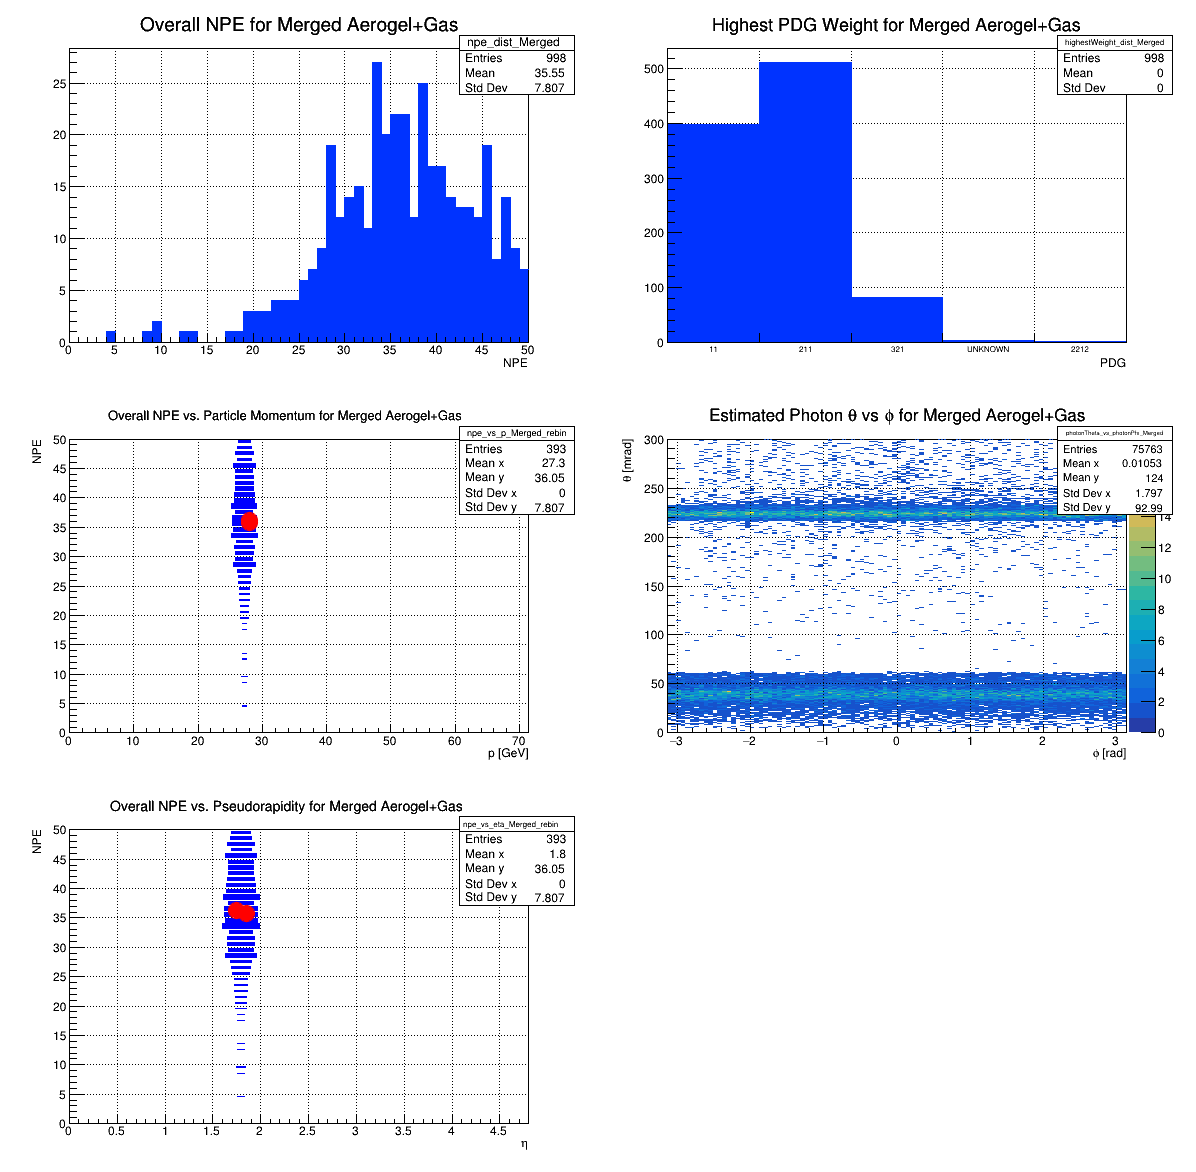 Overall NPE for Merged Aerogel+Gas
npe_dist_Merged
Entries 998
Mean 35.55
Std Dev 7.807
25
20
15
10
5
0
0 5 10 15 20 25 30 35 40 45 50
NPE
Highest PDG Weight for Merged Aerogel+Gas
highestWeight_dist_Merged
Entries 998
Mean 0
Std Dev 0
500
400
300
200
100
0
11 211 321 UNKNOWN 2212
PDG
Overall NPE vs. Particle Momentum for Merged Aerogel+Gas
npe_vs_p_Merged_rebin
Entries 393
Mean x 27.3
Mean y 36.05
Std Dev x 0
Std Dev y 7.807
NPE
50
45
40
35
30
25
20
15
10
5
0
0 10 20 30 40 50 60 70
p [GeV]
Estimated Photon θ vs ϕ for Merged Aerogel+Gas
photonTheta_vs_photonPhi_Merged
Entries 75763
Mean x 0.01053
Mean y 124
Std Dev x 1.797
Std Dev y 92.99
θ [mrad]
300
250
200
150
100
50
0
−3 −2 −1 0 1 2 3
ϕ [rad]
14
12
10
8
6
4
2
0
Overall NPE vs. Pseudorapidity for Merged Aerogel+Gas
npe_vs_eta_Merged_rebin
Entries 393
Mean x 1.8
Mean y 36.05
Std Dev x 0
Std Dev y 7.807
NPE
50
45
40
35
30
25
20
15
10
5
0
0 0.5 1 1.5 2 2.5 3 3.5 4 4.5
η